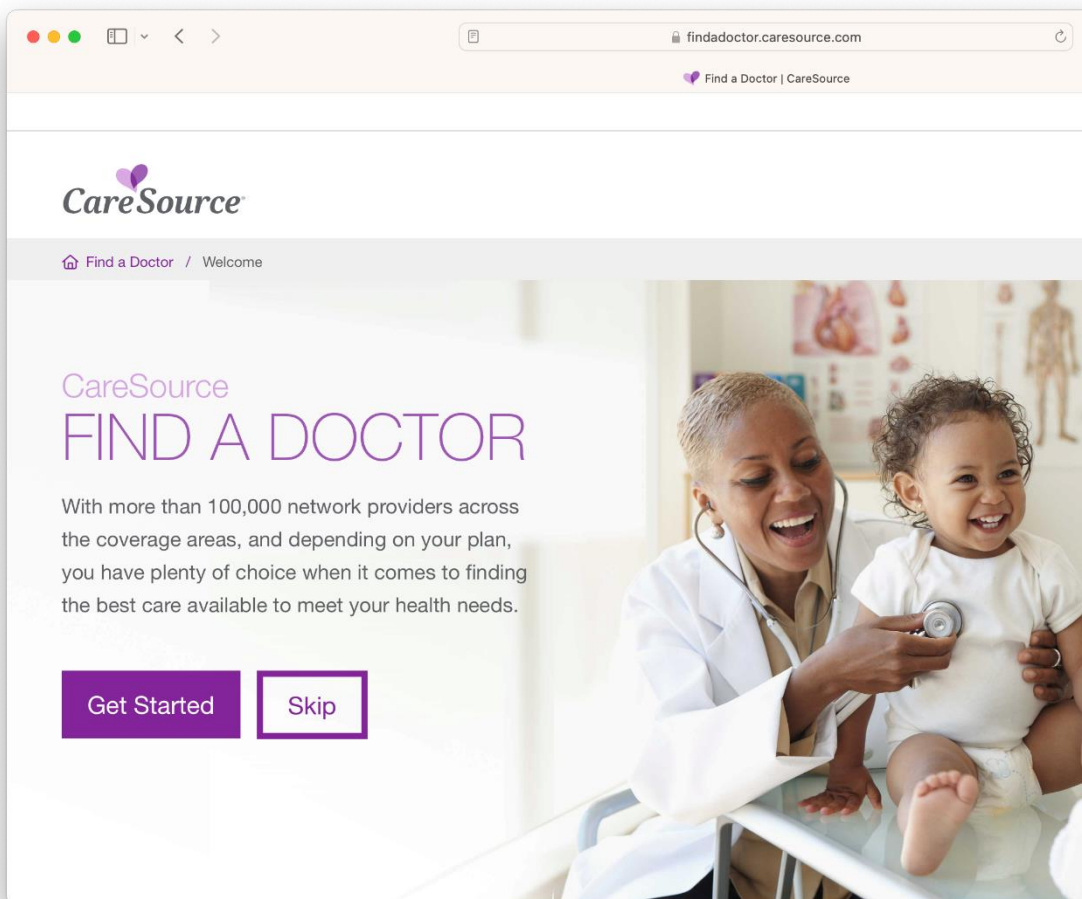 findadoctor.caresource.com
Find a Doctor | CareSource
CareSource
Find a Doctor / Welcome
CareSource
FIND A DOCTOR
With more than 100,000 network providers across
the coverage areas, and depending on your plan,
you have plenty of choice when it comes to finding
the best care available to meet your health needs.
Get Started
Skip